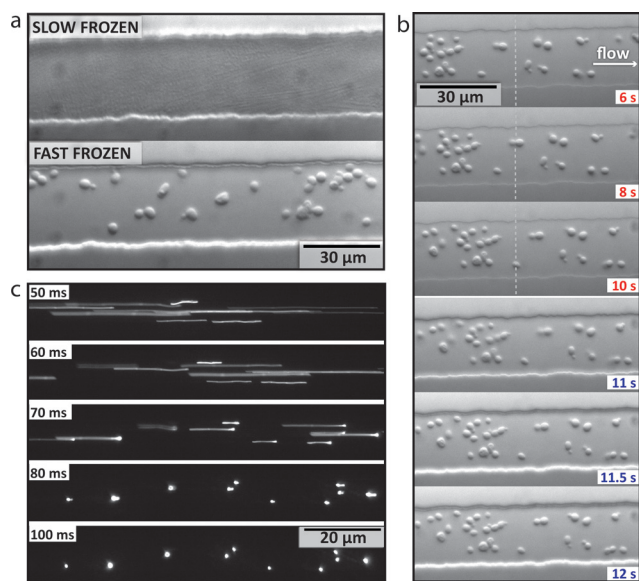 a
SLOW FROZEN
FAST FROZEN
30 μm
b
flow
30 μm
6 s
8 s
10 s
11 s
11.5 s
12 s
c
50 ms
60 ms
70 ms
80 ms
100 ms
20 μm